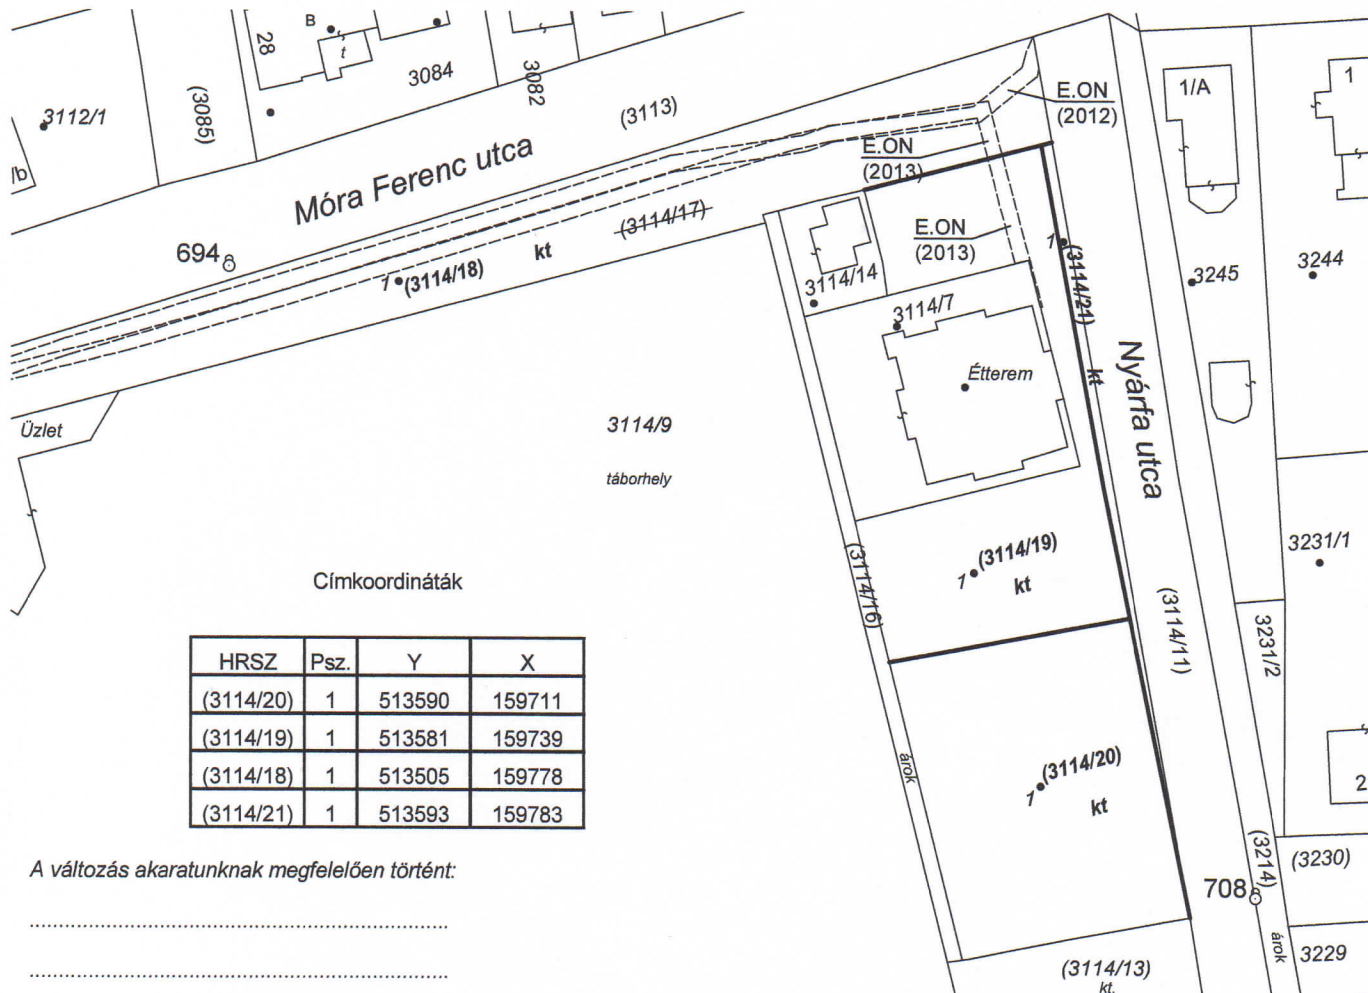 B
28
t
3084
3082
(3085)
3112/1
/b
E.ON
(2012)
1/A
1
(3113)
Móra Ferenc utca
E.ON
(2013)
(3114/17)
E.ON
(2013)
694
kt
1 (3114/18)
3114/14
1 (3114/21)
kt
3245
3244
3114/7
Étterem
Nyárfa utca
Üzlet
3114/9
táborhely
3231/1
(3114/16)
1 (3114/19)
kt
(3114/11)
3231/2
Címkoordináták
HRSZ Psz. Y X
(3114/20) 1 513590 159711
(3114/19) 1 513581 159739
(3114/18) 1 513505 159778
(3114/21) 1 513593 159783
árok
1 (3114/20)
kt
2
(3214)
(3230)
A változás akaratunknak megfelelően történt:
708
árok
3229
(3114/13)
kt.